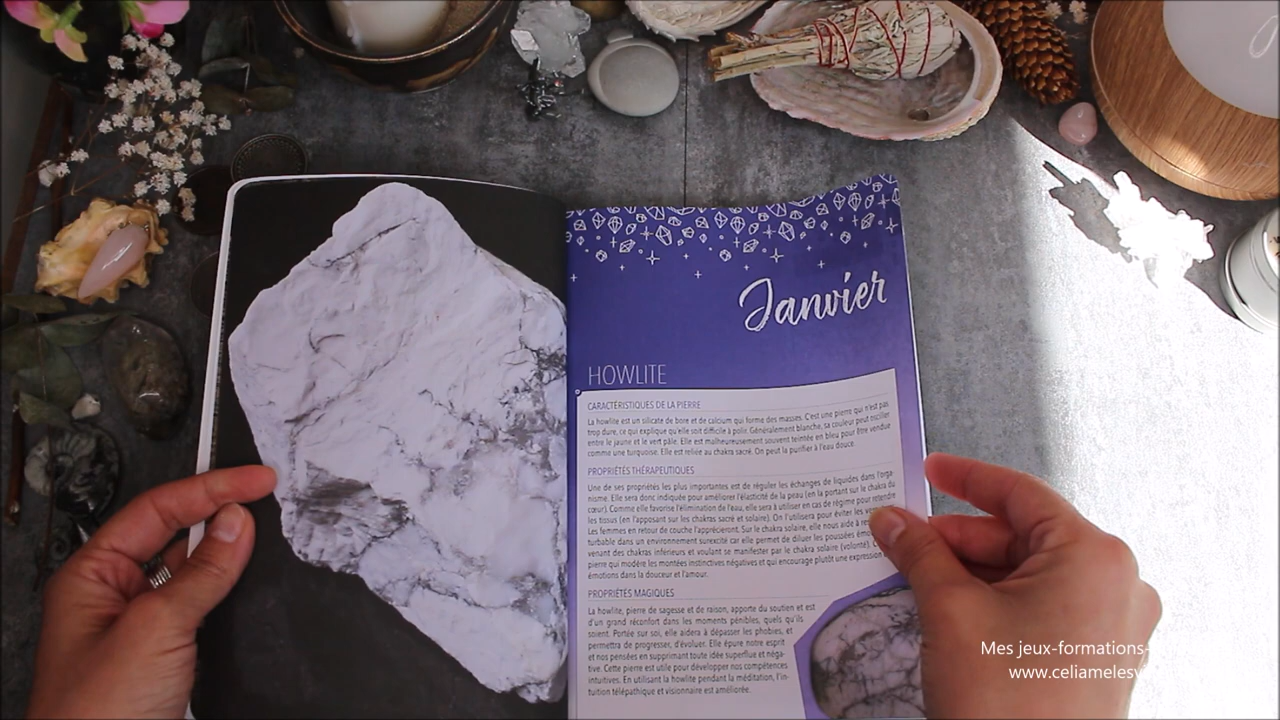 Janvier
HOWLITE
CARACTÉRISTIQUES DE LA PIERRE
La howlite est un silicate de bore et de calcium qui forme des masses. C'est une pierre qui n'est pas
trop dure, ce qui explique qu'elle soit difficile à polir. Généralement blanche, sa couleur peut osciller
entre le jaune et le vert pâle. Elle est malheureusement souvent teintée en bleu pour être vendue
comme une turquoise. Elle est reliée au chakra sacré. On peut la purifier à l'eau douce.
PROPRIÉTÉS THÉRAPEUTIQUES
Une de ses propriétés les plus importantes est de réguler les échanges de liquides dans l'orga-
nisme. Elle sera donc indiquée pour améliorer l'élasticité de la peau (en la portant sur le chakra du
cœur). Comme elle favorise l'élimination de l'eau, elle sera à utiliser en cas de régime pour retendre
les tissus (en l'apposant sur les chakras sacré et solaire). On l'utilisera pour éviter les
Les femmes en retour de couche l'apprécieront. Sur le chakra solaire, elle nous aide à
turbable dans un environnement surexcité car elle permet de diluer les poussées
venant des chakras inférieurs et voulant se manifester par le chakra solaire (volonté).
pierre qui modère les montées instinctives négatives et qui encourage plutôt une expression
émotions dans la douceur et l'amour.
PROPRIÉTÉS MAGIQUES
La howlite, pierre de sagesse et de raison, apporte du soutien et est
d'un grand réconfort dans les moments pénibles, quels qu'ils
soient. Portée sur soi, elle aidera à dépasser les phobies, et
permettra de progresser, d'évoluer. Elle épure notre esprit
et nos pensées en supprimant toute idée superflue et néga-
tive. Cette pierre est utile pour développer nos compétences
intuitives. En utilisant la howlite pendant la méditation, l'in-
tuition télépathique et visionnaire est améliorée.
Mes jeux-formations-
www.celiamelesv